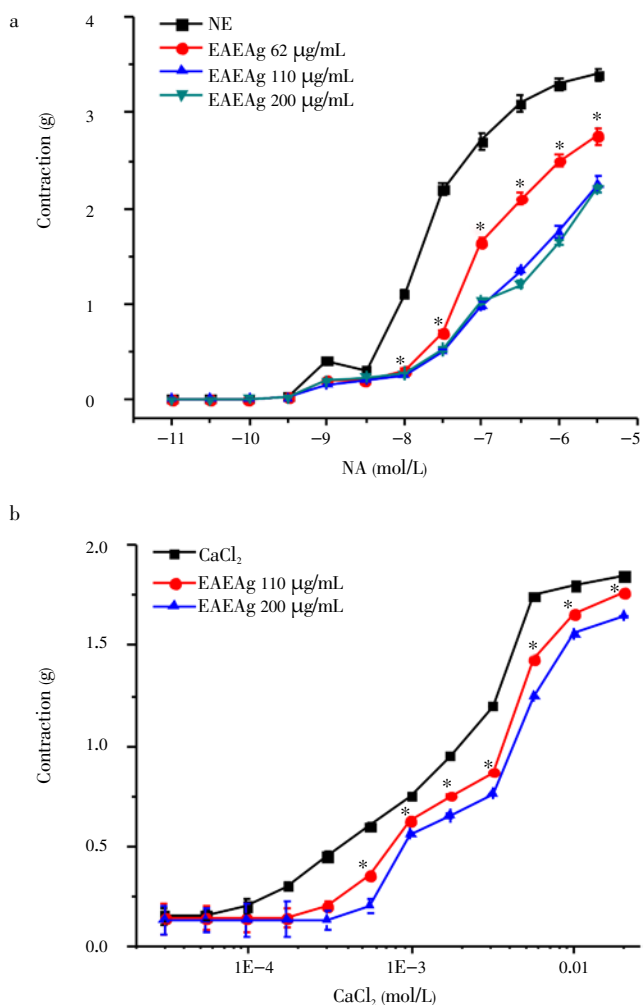 a
4
NE
EAEAg 62 μg/mL
EAEAg 110 μg/mL
EAEAg 200 μg/mL
3
2
1
0
Contraction (g)
* * * * * *
−11 −10 −9 −8 −7 −6 −5
NA (mol/L)
b
2.0
CaCl₂
EAEAg 110 μg/mL
EAEAg 200 μg/mL
1.5
1.0
0.5
0.0
Contraction (g)
* * * * * * *
1E−4 1E−3 0.01
CaCl₂ (mol/L)